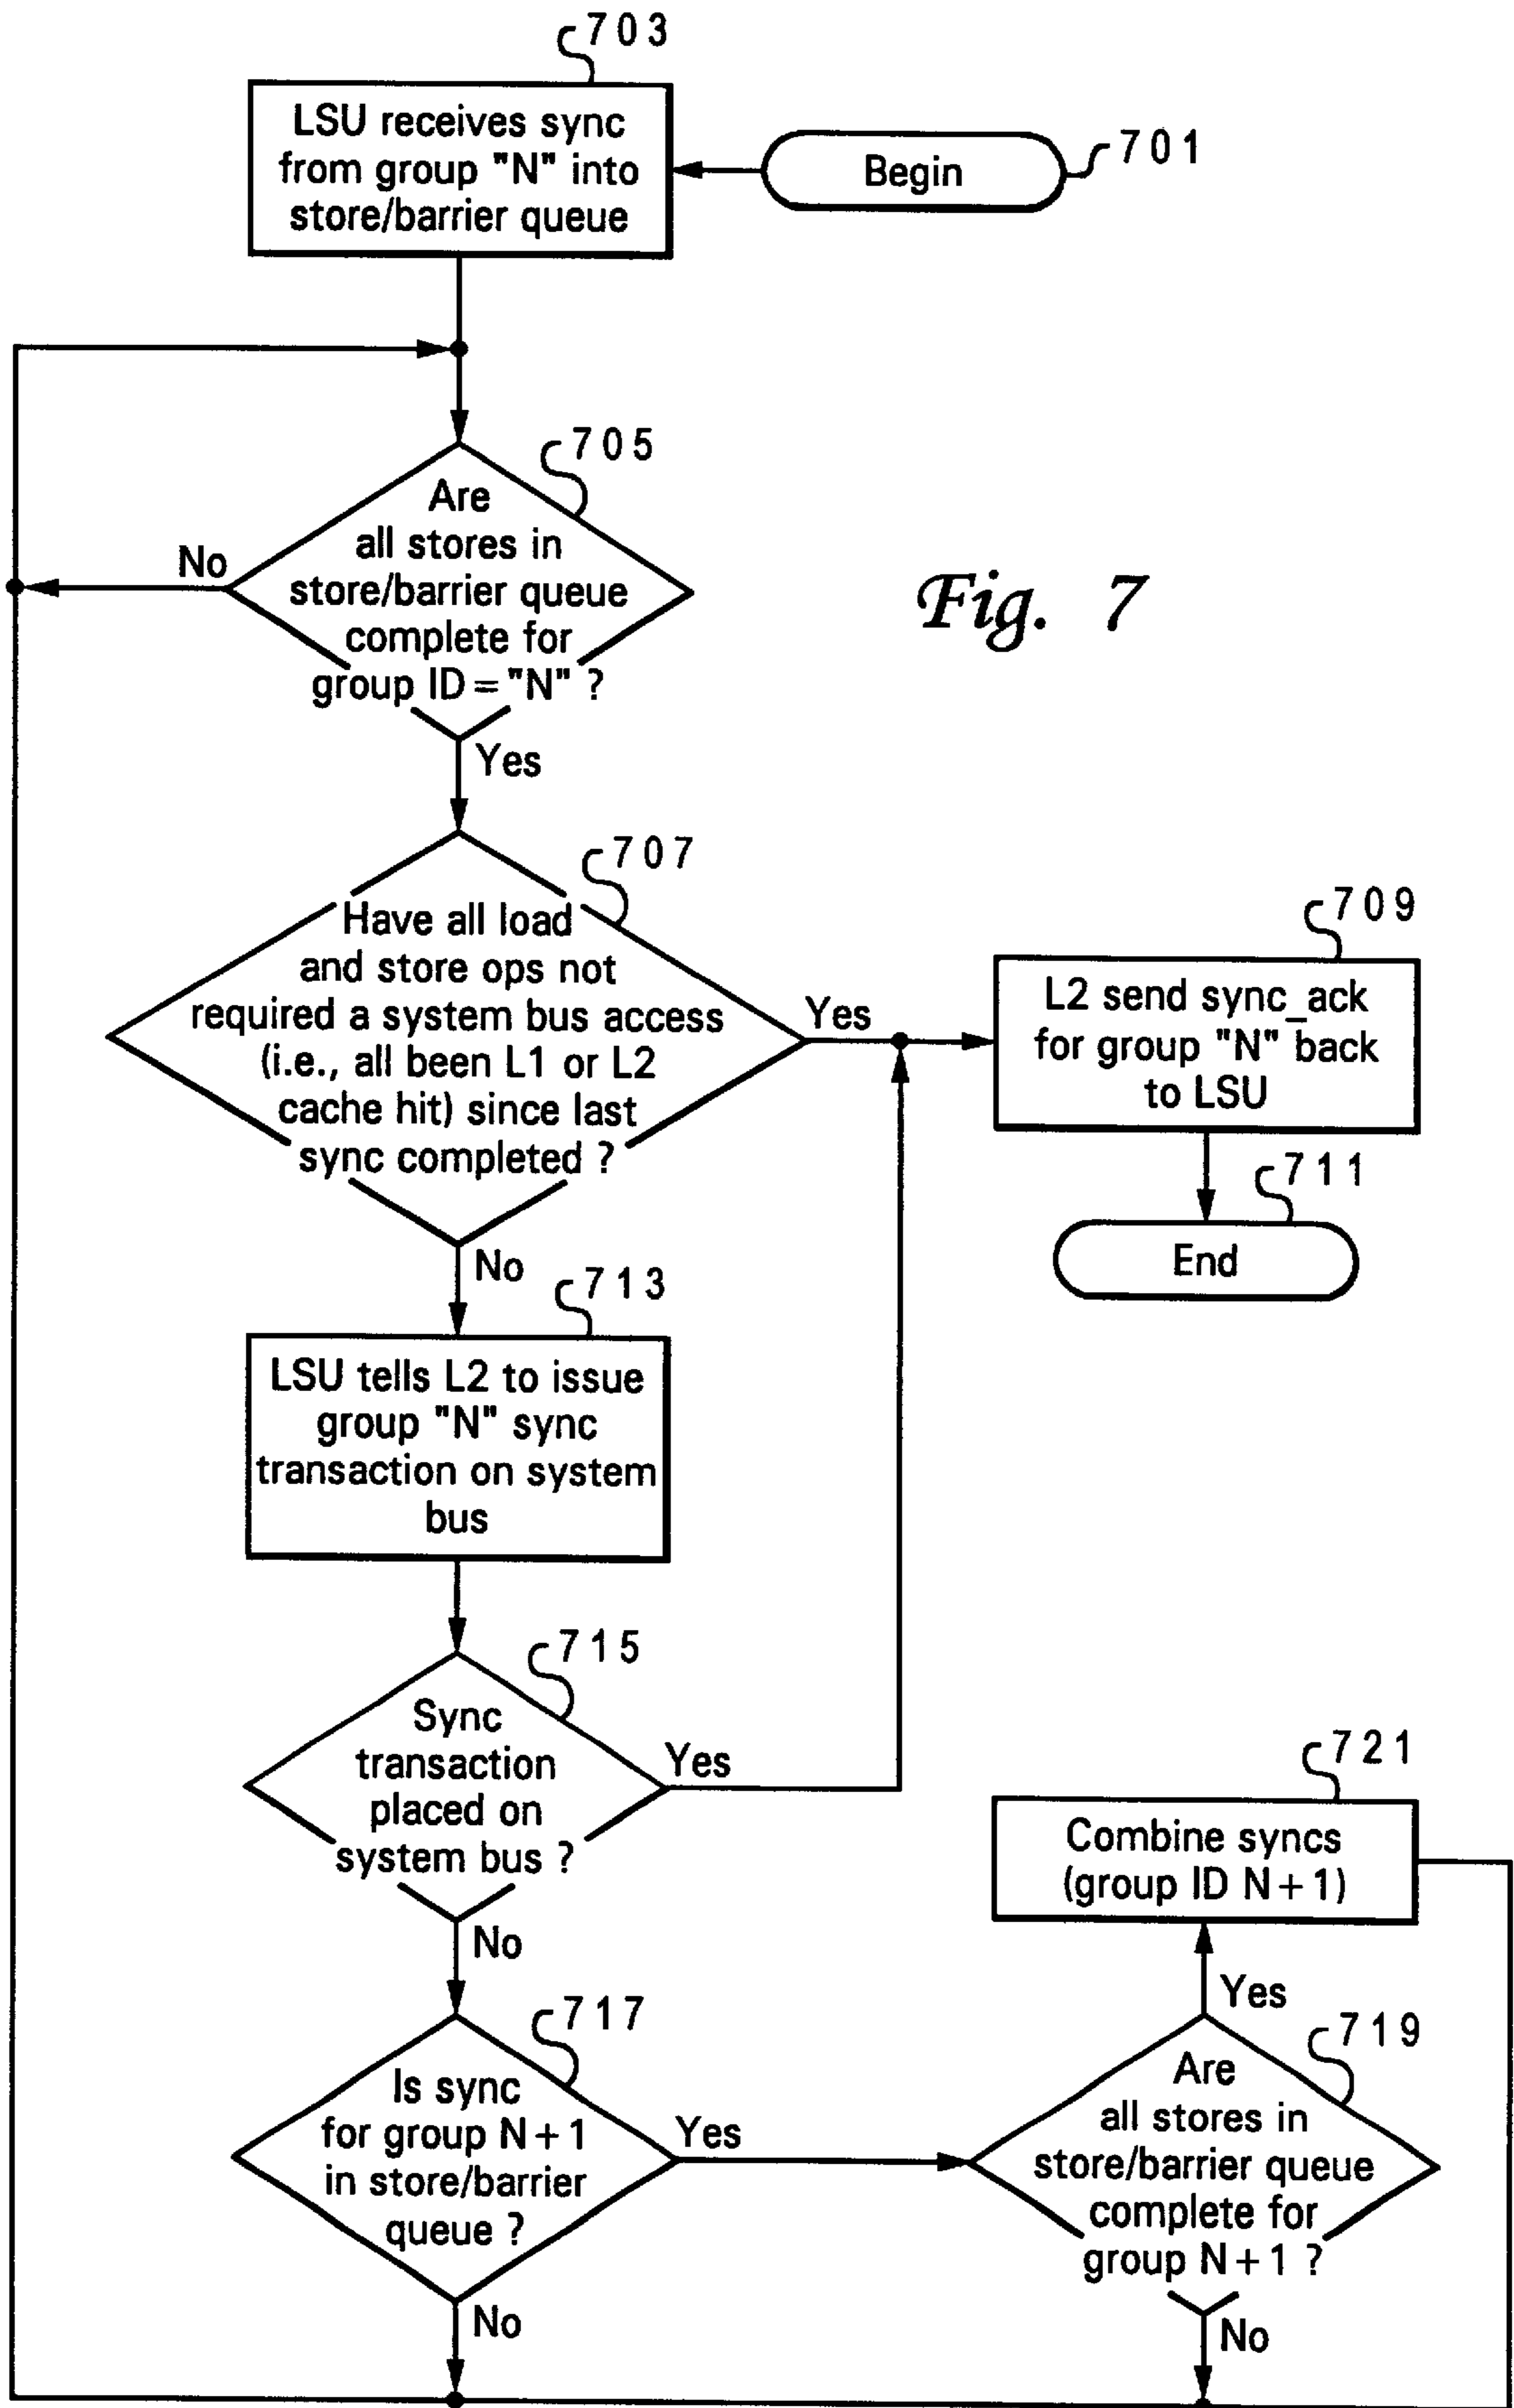 703
LSU receives sync
from group "N" into
store/barrier queue
Begin
701
705
Are
all stores in
store/barrier queue
complete for
group ID = "N" ?
No
Yes
Fig. 7
707
Have all load
and store ops not
required a system bus access
(i.e., all been L1 or L2
cache hit) since last
sync completed ?
Yes
No
709
L2 send sync_ack
for group "N" back
to LSU
711
End
713
LSU tells L2 to issue
group "N" sync
transaction on system
bus
715
Sync
transaction
placed on
system bus ?
Yes
No
721
Combine syncs
(group ID N + 1)
717
Is sync
for group N + 1
in store/barrier
queue ?
Yes
No
719
Are
all stores in
store/barrier queue
complete for
group N + 1 ?
Yes
No